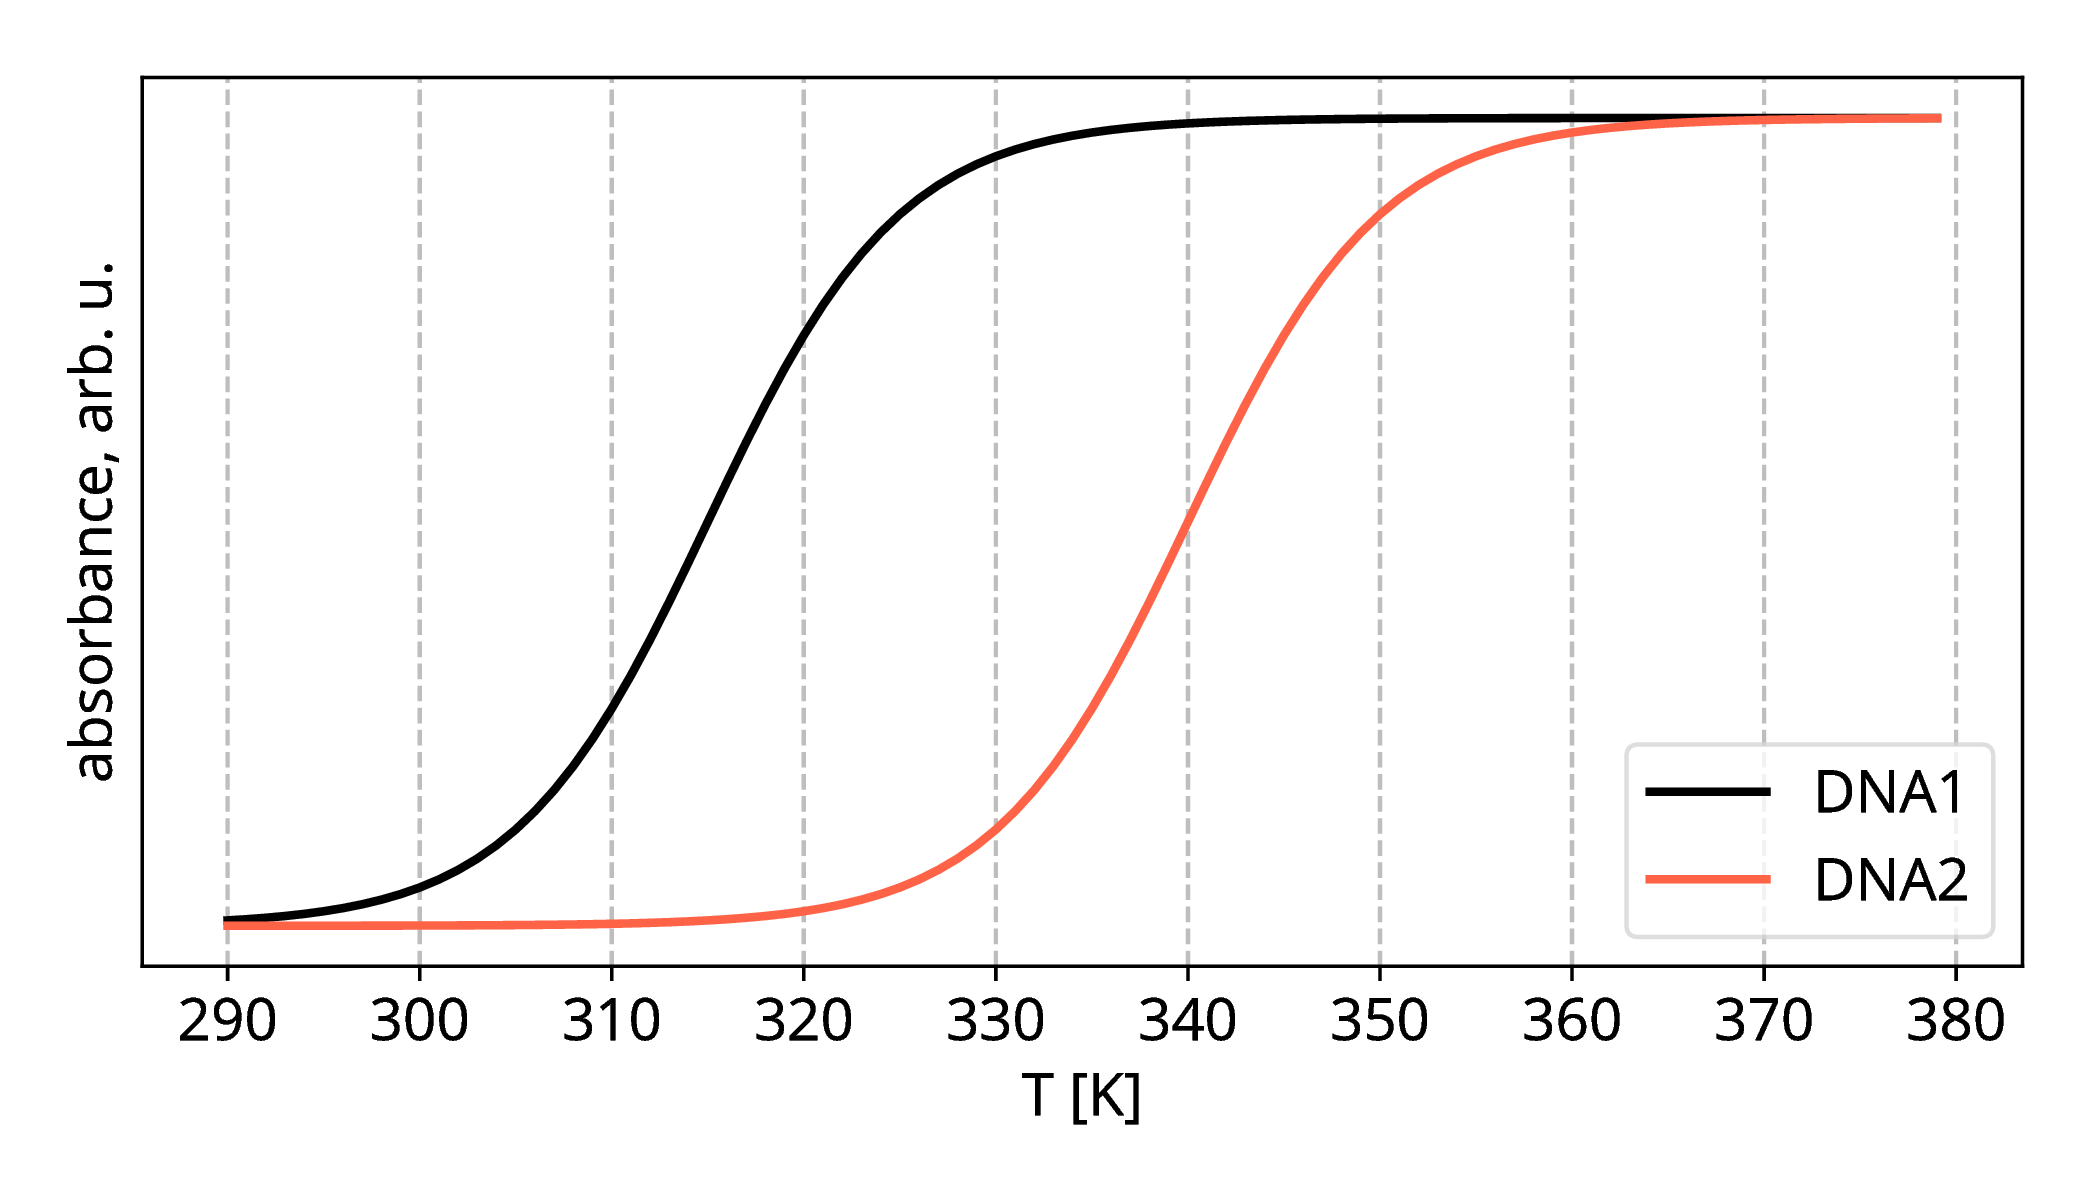 absorbance, arb. u.
DNA1
DNA2
290 300 310 320 330 340 350 360 370 380
T [K]